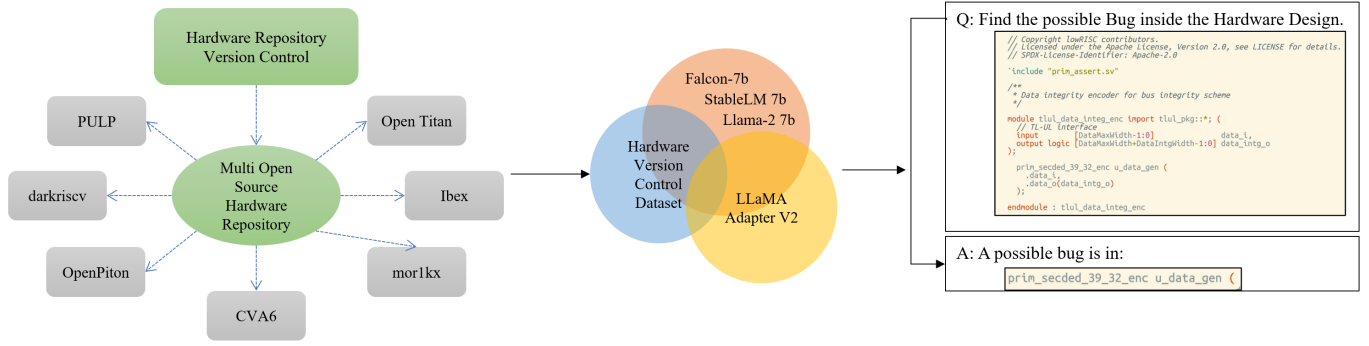 Hardware Repository
Version Control
PULP
Open Titan
Multi Open
Source
Hardware
Repository
darkriscv
Ibex
OpenPiton
mor1kx
CVA6
Falcon-7b
StableLM 7b
Llama-2 7b
Hardware
Version
Control
Dataset
LLaMA
Adapter V2
Q: Find the possible Bug inside the Hardware Design.
// Copyright lowRISC contributors.
// Licensed under the Apache License, Version 2.0, see LICENSE for details.
// SPDX-License-Identifier: Apache-2.0
`include "prim_assert.sv"
/**
* Data integrity encoder for bus integrity scheme
*/
module tlul_data_integ_enc import tlul_pkg::*; (
// TL-UL interface
input [DataMaxWidth-1:0] data_i,
output logic [DataMaxWidth+DataIntgWidth-1:0] data_intg_o
);
prim_secded_39_32_enc u_data_gen (
.data_i,
.data_o(data_intg_o)
);
endmodule : tlul_data_integ_enc
A: A possible bug is in:
prim_secded_39_32_enc u_data_gen (